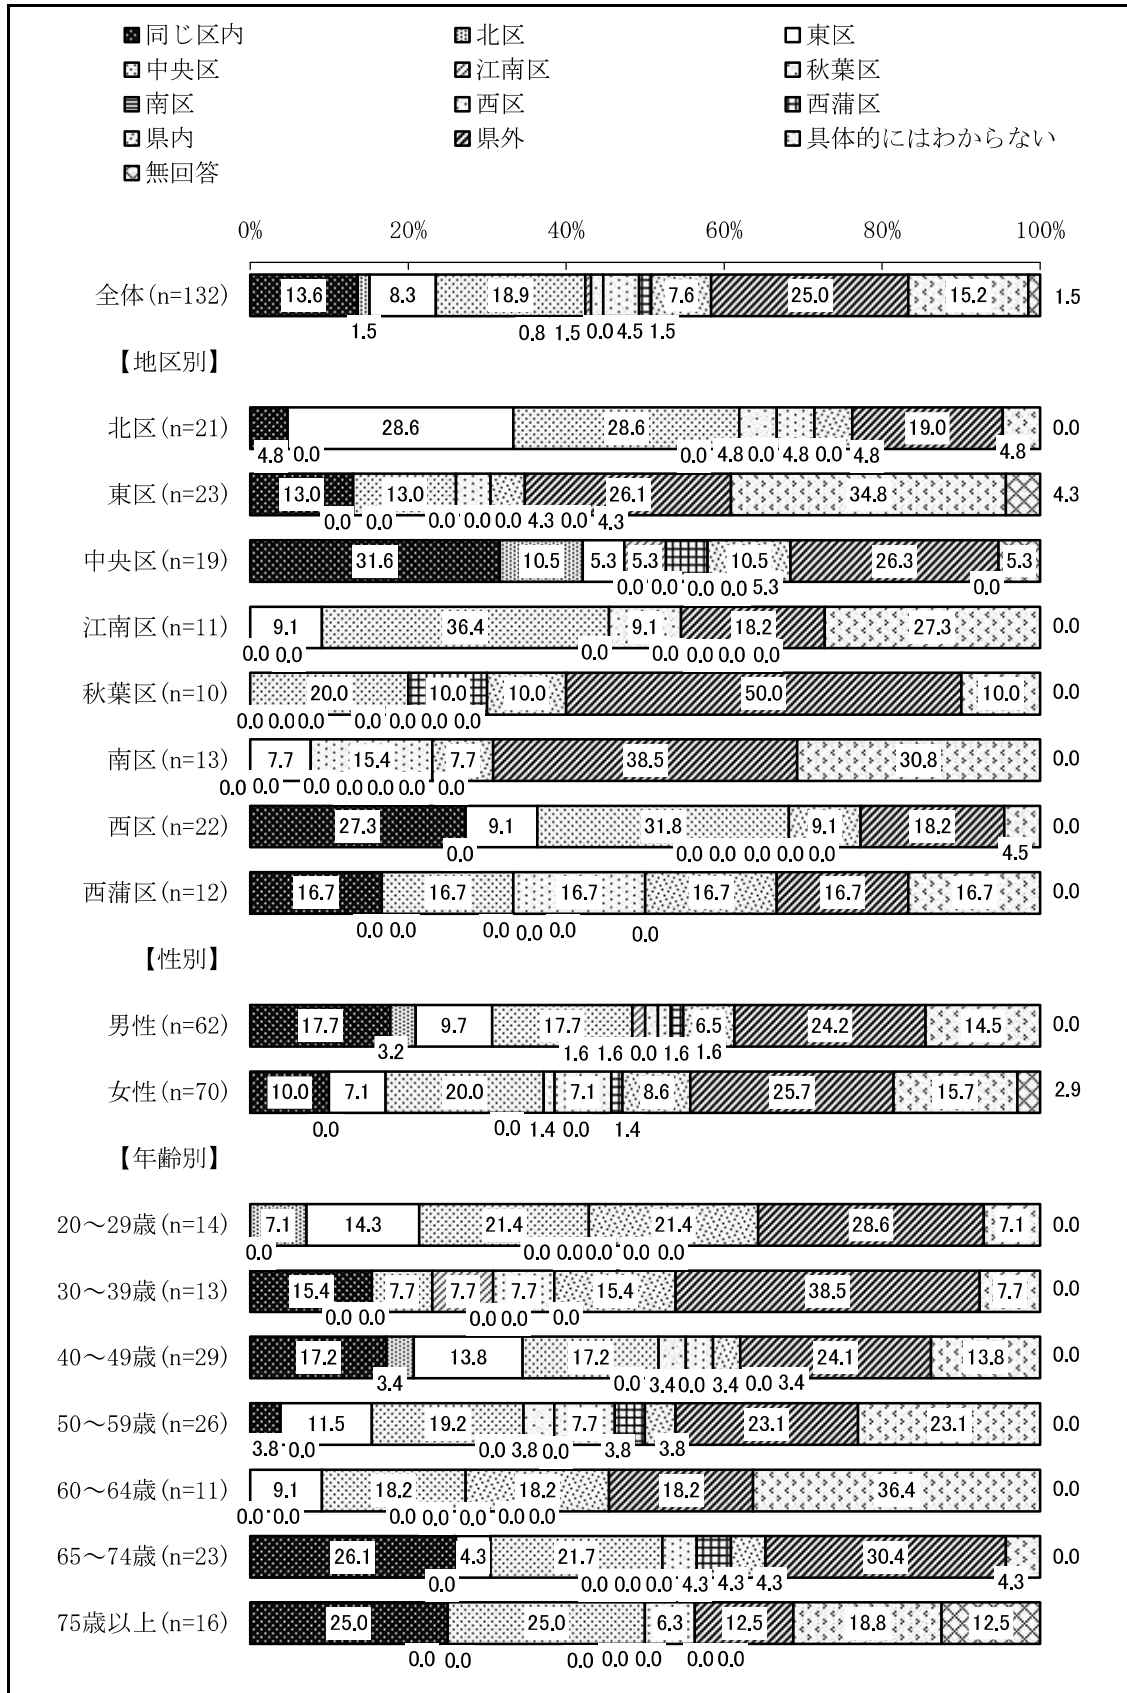 同じ区内 北区 東区
中央区 江南区 秋葉区
南区 西区 西蒲区
県内 県外 具体的にはわからない
無回答
0% 20% 40% 60% 80% 100%
全体(n=132) 13.6 8.3 18.9 7.6 25.0 15.2 1.5
1.5 0.8 1.5 0.0 4.5 1.5
【地区別】
北区(n=21) 28.6 28.6 19.0 0.0
4.8 0.0 0.0 4.8 0.0 4.8 0.0 4.8 4.8
東区(n=23) 13.0 13.0 26.1 34.8 4.3
0.0 0.0 0.0 0.0 0.0 4.3 0.0 4.3
中央区(n=19) 31.6 10.5 5.3 5.3 10.5 26.3 5.3
0.0 0.0 0.0 0.0 5.3 0.0
江南区(n=11) 9.1 36.4 9.1 18.2 27.3 0.0
0.0 0.0 0.0 0.0 0.0 0.0 0.0
秋葉区(n=10) 20.0 10.0 10.0 50.0 10.0 0.0
0.0 0.0 0.0 0.0 0.0 0.0 0.0
南区(n=13) 7.7 15.4 7.7 38.5 30.8 0.0
0.0 0.0 0.0 0.0 0.0 0.0 0.0
西区(n=22) 27.3 9.1 31.8 9.1 18.2 0.0
0.0 0.0 0.0 0.0 0.0 0.0 4.5
西蒲区(n=12) 16.7 16.7 16.7 16.7 16.7 16.7 0.0
0.0 0.0 0.0 0.0 0.0 0.0
【性別】
男性(n=62) 17.7 9.7 17.7 6.5 24.2 14.5 0.0
3.2 1.6 1.6 0.0 1.6 1.6
女性(n=70) 10.0 7.1 20.0 7.1 8.6 25.7 15.7 2.9
0.0 0.0 1.4 0.0 1.4
【年齢別】
20～29歳(n=14) 7.1 14.3 21.4 21.4 28.6 7.1 0.0
0.0 0.0 0.0 0.0 0.0 0.0
30～39歳(n=13) 15.4 7.7 7.7 7.7 15.4 38.5 7.7 0.0
0.0 0.0 0.0 0.0 0.0
40～49歳(n=29) 17.2 13.8 17.2 24.1 13.8 0.0
3.4 0.0 3.4 0.0 3.4 0.0 3.4
50～59歳(n=26) 11.5 19.2 7.7 23.1 23.1 0.0
3.8 0.0 0.0 3.8 0.0 3.8 3.8
60～64歳(n=11) 9.1 18.2 18.2 18.2 36.4 0.0
0.0 0.0 0.0 0.0 0.0 0.0 0.0
65～74歳(n=23) 26.1 4.3 21.7 30.4 0.0
0.0 0.0 0.0 0.0 4.3 4.3 4.3 4.3
75歳以上(n=16) 25.0 25.0 6.3 12.5 18.8 12.5
0.0 0.0 0.0 0.0 0.0 0.0 0.0